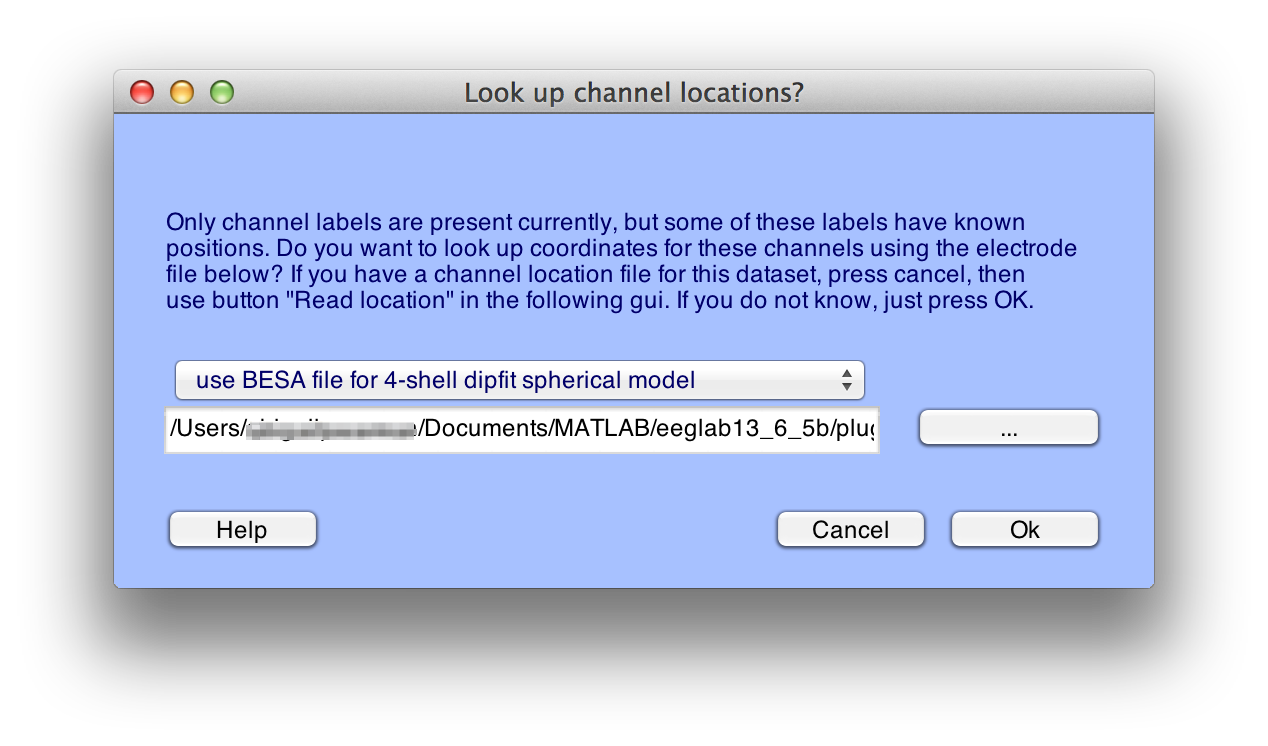 Look up channel locations?
Only channel labels are present currently, but some of these labels have known
positions. Do you want to look up coordinates for these channels using the electrode
file below? If you have a channel location file for this dataset, press cancel, then
use button "Read location" in the following gui. If you do not know, just press OK.
use BESA file for 4-shell dipfit spherical model
/Users/ /Documents/MATLAB/eeglab13_6_5b/plug
...
Help
Cancel
Ok